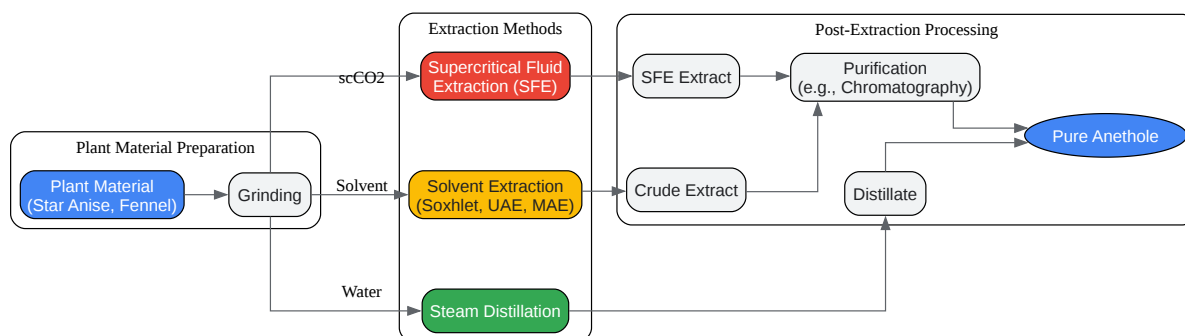 Plant Material Preparation
Plant Material
(Star Anise, Fennel)
Grinding
scCO2
Solvent
Water
Extraction Methods
Supercritical Fluid
Extraction (SFE)
Solvent Extraction
(Soxhlet, UAE, MAE)
Steam Distillation
Post-Extraction Processing
SFE Extract
Purification
(e.g., Chromatography)
Crude Extract
Distillate
Pure Anethole